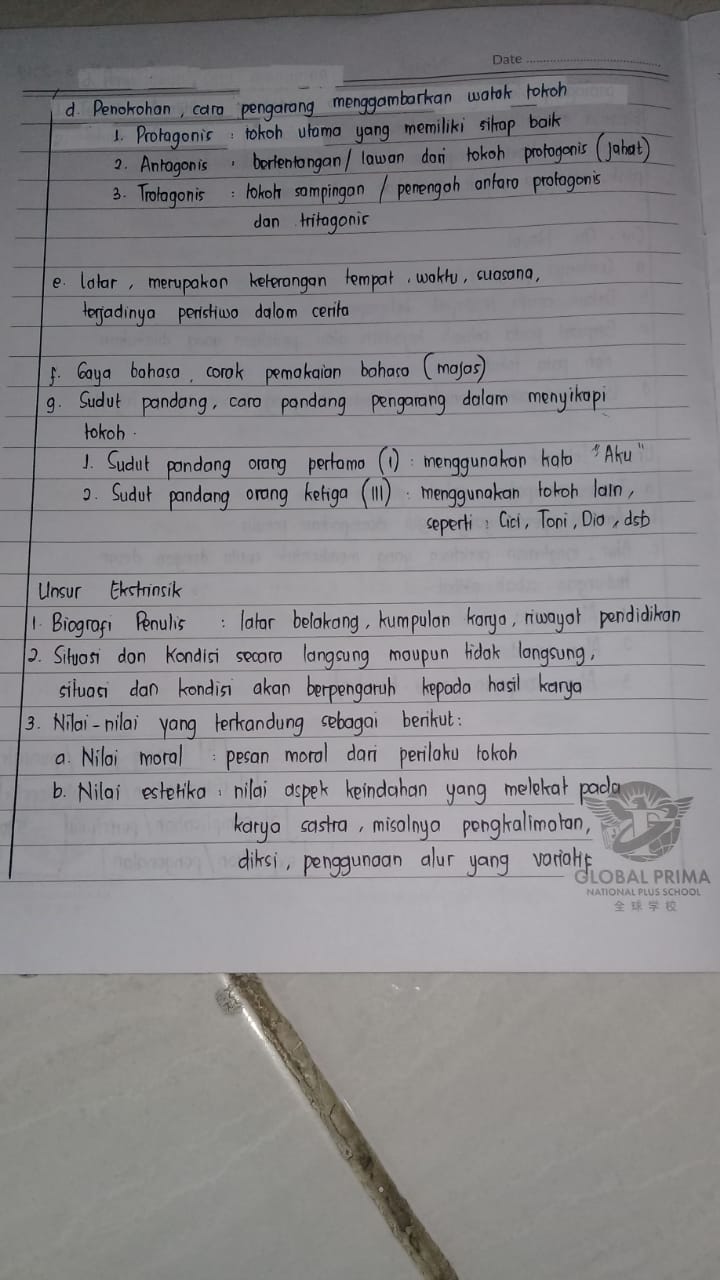 Date
d. Penokohan, cara pengarang menggambarkan watak tokoh
1. Protagonis : tokoh utama yang memiliki sikap baik
2. Antagonis : bertentangan / lawan dari tokoh protagonis (jahat)
3. Trotagonis : tokoh sampingan / penengah antara protagonis
dan tritagonis
e. latar, merupakan keterangan tempat, waktu, suasana,
terjadinya peristiwa dalam cerita
f. Gaya bahasa, corak pemakaian bahasa (majas)
g. Sudut pandang, cara pandang pengarang dalam menyikapi
tokoh.
1. Sudut pandang orang pertama (I) : menggunakan kata "Aku"
2. Sudut pandang orang ketiga (III) : menggunakan tokoh lain,
seperti : Cici, Toni, Dio, dsb
Unsur Ekstrinsik
1. Biografi Penulis : latar belakang, kumpulan karya, riwayat pendidikan
2. Situasi dan Kondisi secara langsung maupun tidak langsung,
situasi dan kondisi akan berpengaruh kepada hasil karya
3. Nilai-nilai yang terkandung sebagai berikut:
a. Nilai moral : pesan moral dari perilaku tokoh
b. Nilai estetika : nilai aspek keindahan yang melekat pada
karya sastra, misalnya pengkalimatan,
diksi, penggunaan alur yang variatif
GLOBAL PRIMA
NATIONAL PLUS SCHOOL
全球学校